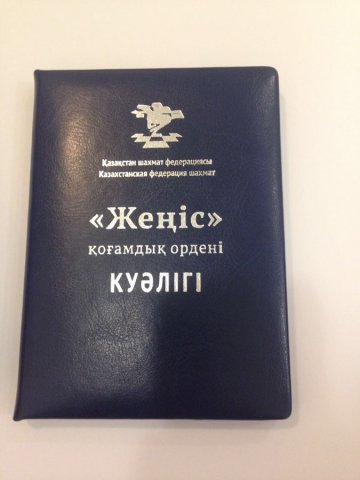 Қазақстан шахмат федерациясы
Казахстанская федерация шахмат
«Жеңіс»
қоғамдық ордені
КУӘЛІГІ